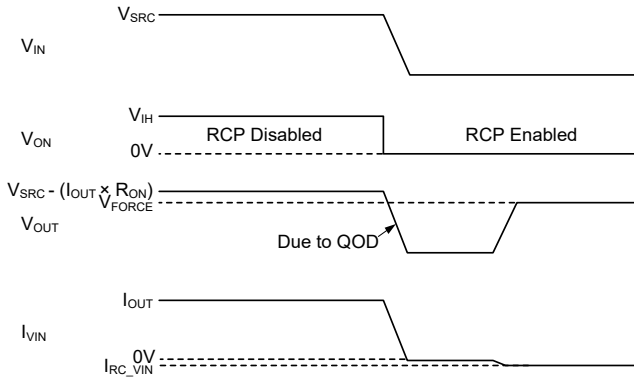 V_SRC
V_IN
V_IH
V_ON
RCP Disabled
RCP Enabled
0V
V_SRC - (I_OUT × R_ON)
V_FORCE
V_OUT
Due to QOD
I_OUT
I_VIN
0V
I_RC_VIN